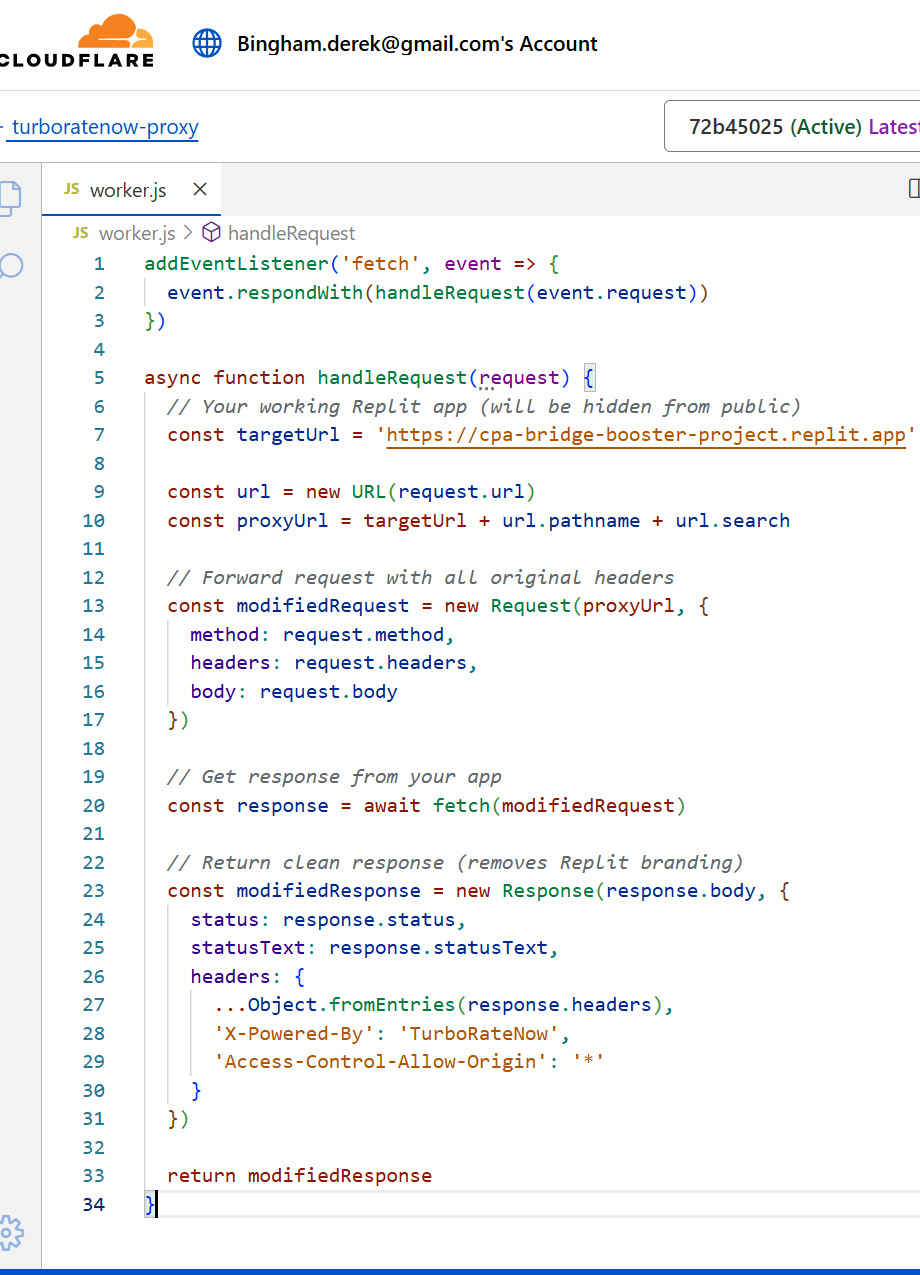 CLOUDFLARE
Bingham.derek@gmail.com's Account
turboratenow-proxy
72b45025 (Active) Latest
JS worker.js ×
JS worker.js > handleRequest
1 addEventListener('fetch', event => {
2 event.respondWith(handleRequest(event.request))
3 })
4
5 async function handleRequest(request) {
6 // Your working Replit app (will be hidden from public)
7 const targetUrl = 'https://cpa-bridge-booster-project.replit.app'
8
9 const url = new URL(request.url)
10 const proxyUrl = targetUrl + url.pathname + url.search
11
12 // Forward request with all original headers
13 const modifiedRequest = new Request(proxyUrl, {
14 method: request.method,
15 headers: request.headers,
16 body: request.body
17 })
18
19 // Get response from your app
20 const response = await fetch(modifiedRequest)
21
22 // Return clean response (removes Replit branding)
23 const modifiedResponse = new Response(response.body, {
24 status: response.status,
25 statusText: response.statusText,
26 headers: {
27 ...Object.fromEntries(response.headers),
28 'X-Powered-By': 'TurboRateNow',
29 'Access-Control-Allow-Origin': '*'
30 }
31 })
32
33 return modifiedResponse
34 }